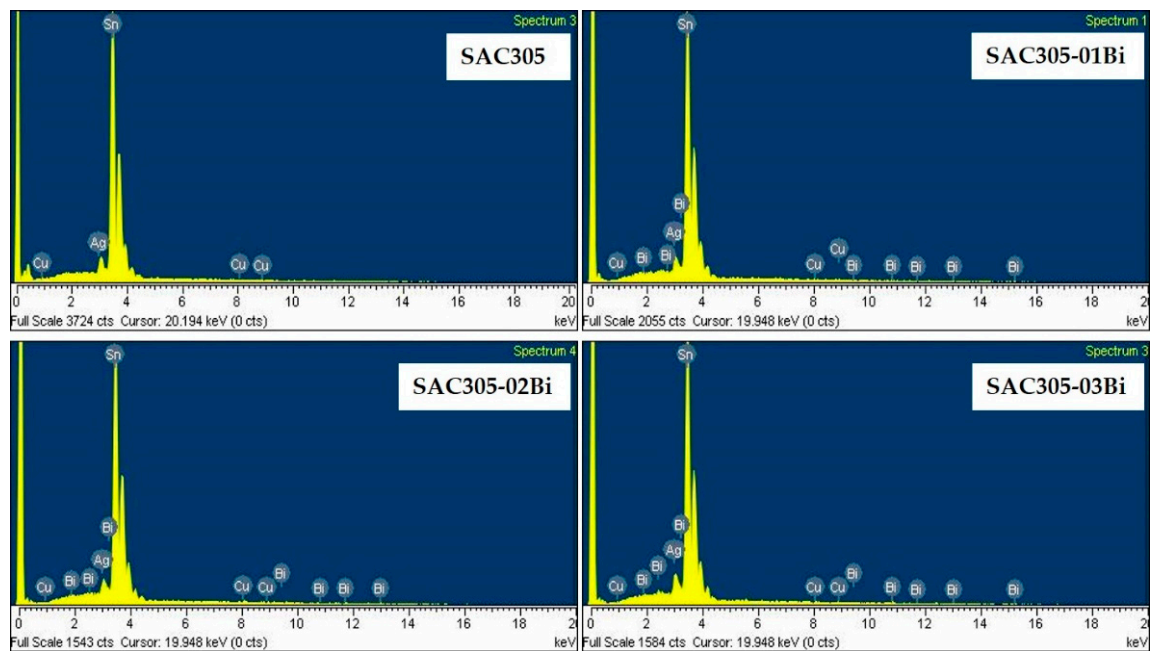 Spectrum 3
Sn
SAC305
Ag
Cu
Cu
Cu
0 2 4 6 8 10 12 14 16 18 20
Full Scale 3724 cts Cursor: 20.194 keV (0 cts) keV
Spectrum 1
Sn
SAC305-01Bi
Bi
Ag
Cu
Cu
Bi
Bi
Cu
Bi
Bi
Bi
Bi
Bi
0 2 4 6 8 10 12 14 16 18 2
Full Scale 2055 cts Cursor: 19.948 keV (0 cts) keV
Spectrum 4
Sn
SAC305-02Bi
Bi
Ag
Bi
Cu
Bi
Bi
Cu
Cu
Bi
Bi
Bi
0 2 4 6 8 10 12 14 16 18 20
Full Scale 1543 cts Cursor: 19.948 keV (0 cts) keV
Spectrum 3
Sn
SAC305-03Bi
Bi
Ag
Bi
Bi
Cu
Bi
Cu
Cu
Bi
Bi
Bi
Bi
0 2 4 6 8 10 12 14 16 18 20
Full Scale 1584 cts Cursor: 19.948 keV (0 cts) keV